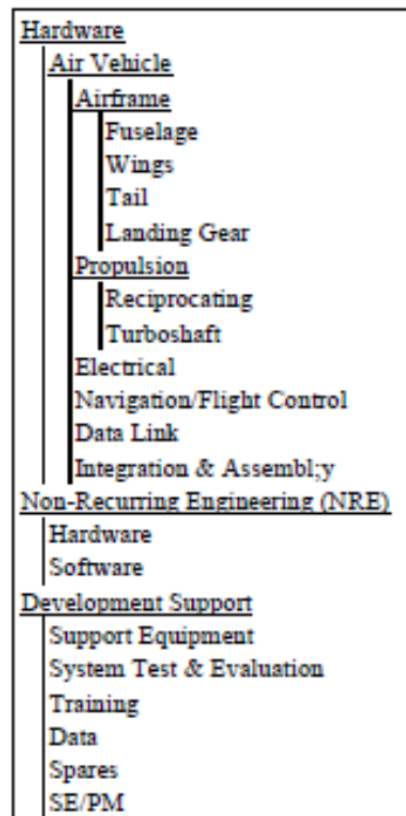 Hardware
Air Vehicle
Airframe
Fuselage
Wings
Tail
Landing Gear
Propulsion
Reciprocating
Turboshaft
Electrical
Navigation/Flight Control
Data Link
Integration & Assembl;y
Non-Recurring Engineering (NRE)
Hardware
Software
Development Support
Support Equipment
System Test & Evaluation
Training
Data
Spares
SE/PM